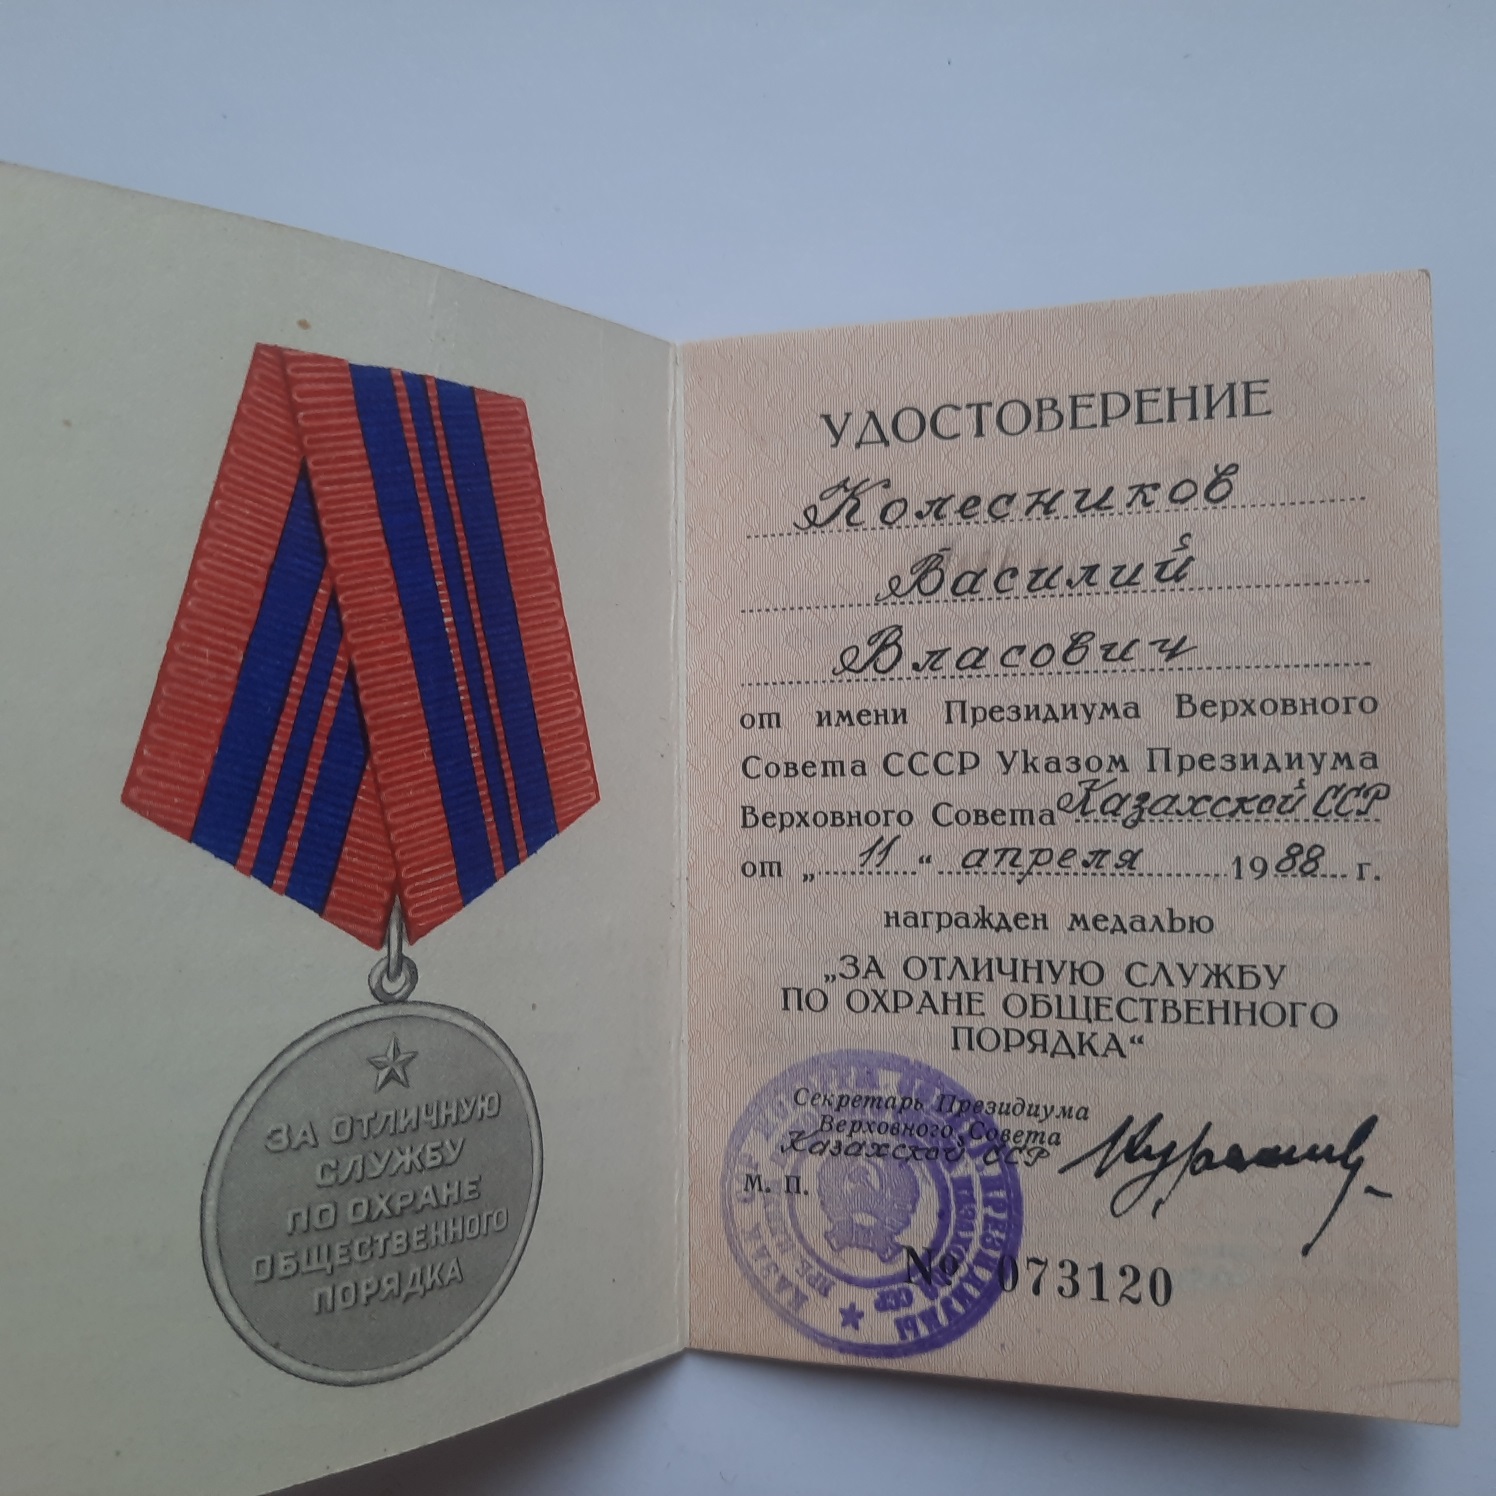 ЗА ОТЛИЧНУЮ
СЛУЖБУ
ПО ОХРАНЕ
ОБЩЕСТВЕННОГО
ПОРЯДКА
УДОСТОВЕРЕНИЕ
Колесников
Василий
Власович
от имени Президиума Верховного
Совета СССР Указом Президиума
Верховного Совета Казахской ССР
от „ 11 “ апреля 1988 г.
награжден медалью
„ЗА ОТЛИЧНУЮ СЛУЖБУ
ПО ОХРАНЕ ОБЩЕСТВЕННОГО
ПОРЯДКА“
Секретарь Президиума
Верховного Совета
Казахской ССР
М. П.
№ 073120